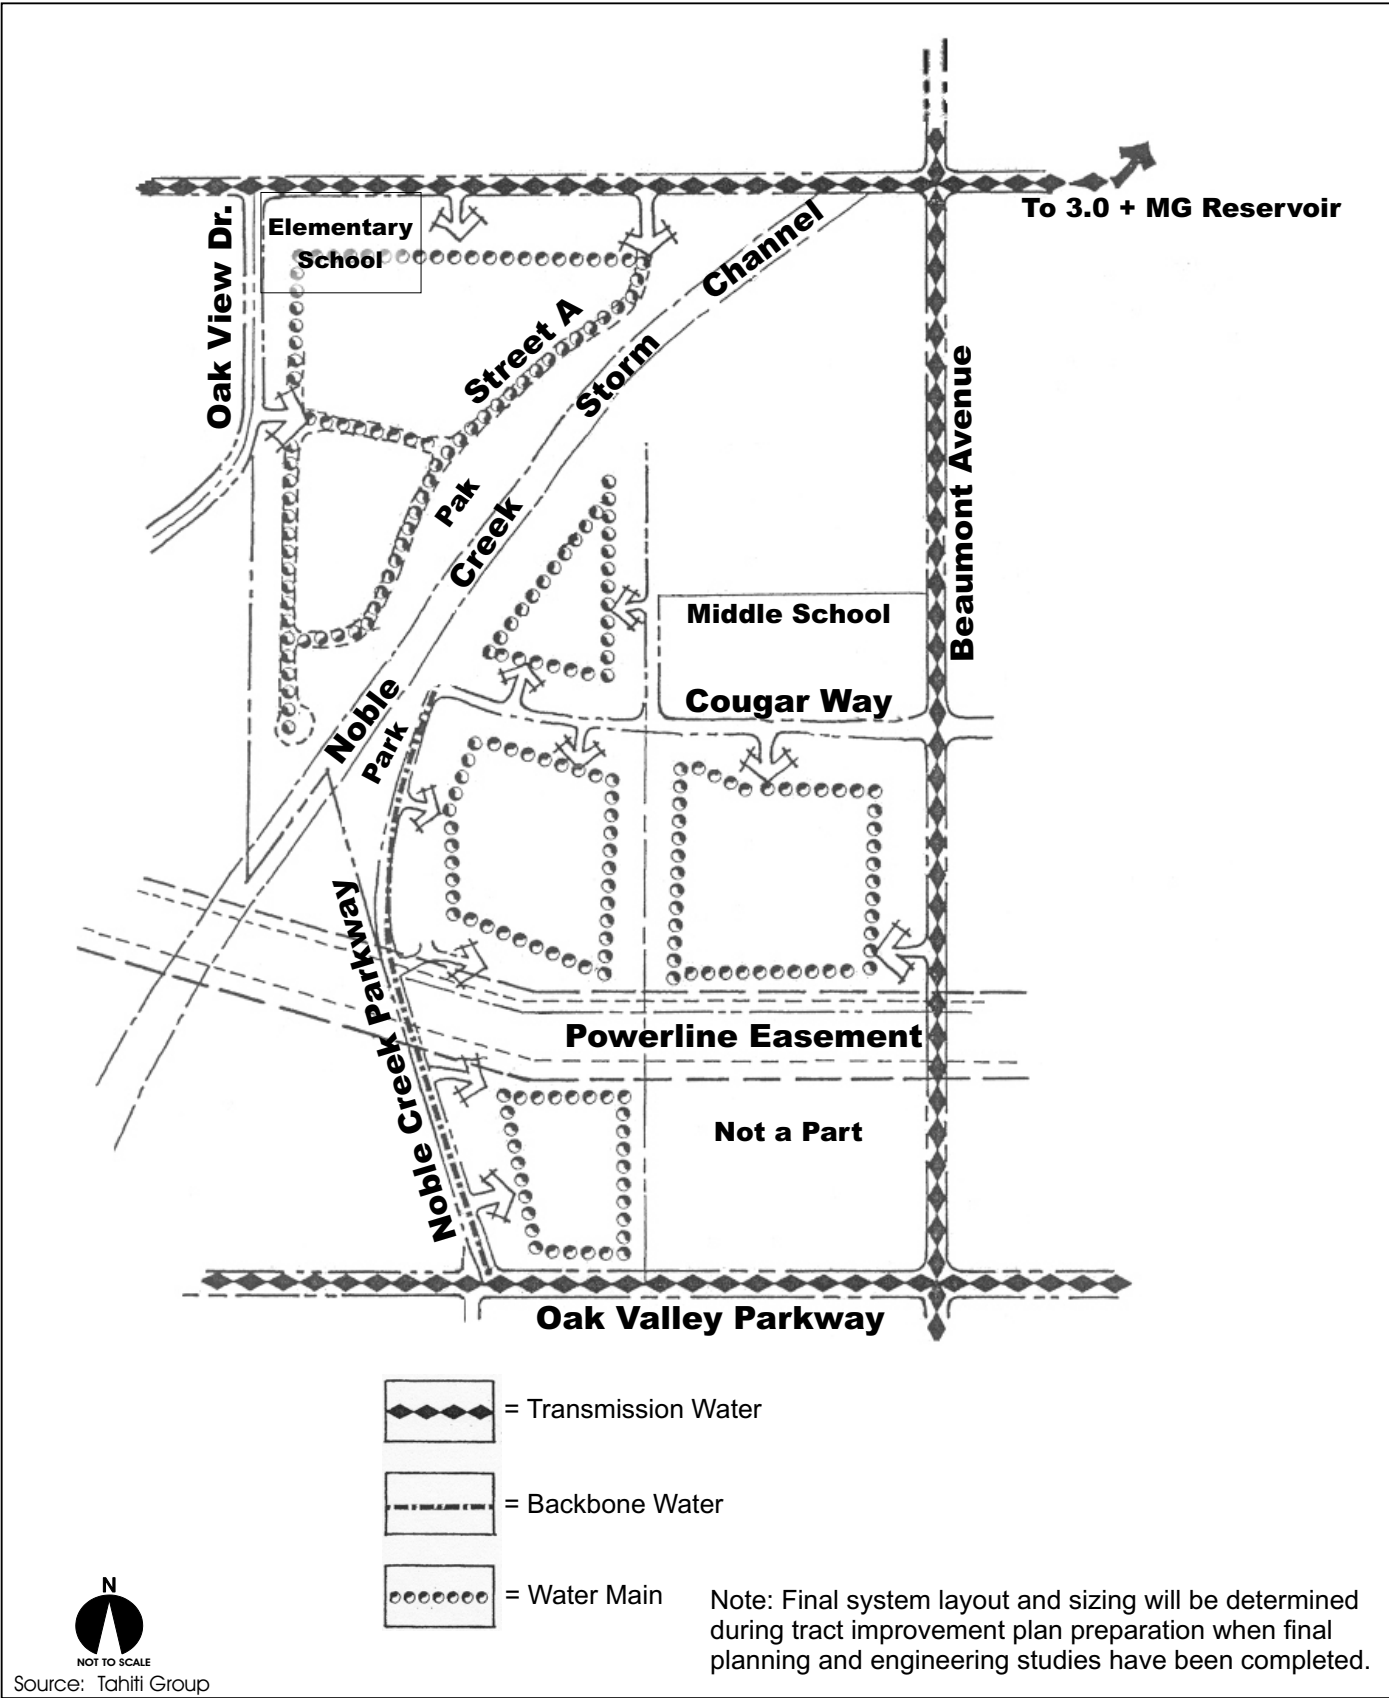 To 3.0 + MG Reservoir
Oak View Dr.
Elementary
School
Channel
Street A
Storm
Beaumont Avenue
Pak
Creek
Middle School
Cougar Way
Noble
Park
Noble Creek Parkway
Powerline Easement
Not a Part
Oak Valley Parkway
= Transmission Water
= Backbone Water
= Water Main
N
NOT TO SCALE
Source: Tahiti Group
Note: Final system layout and sizing will be determined
during tract improvement plan preparation when final
planning and engineering studies have been completed.